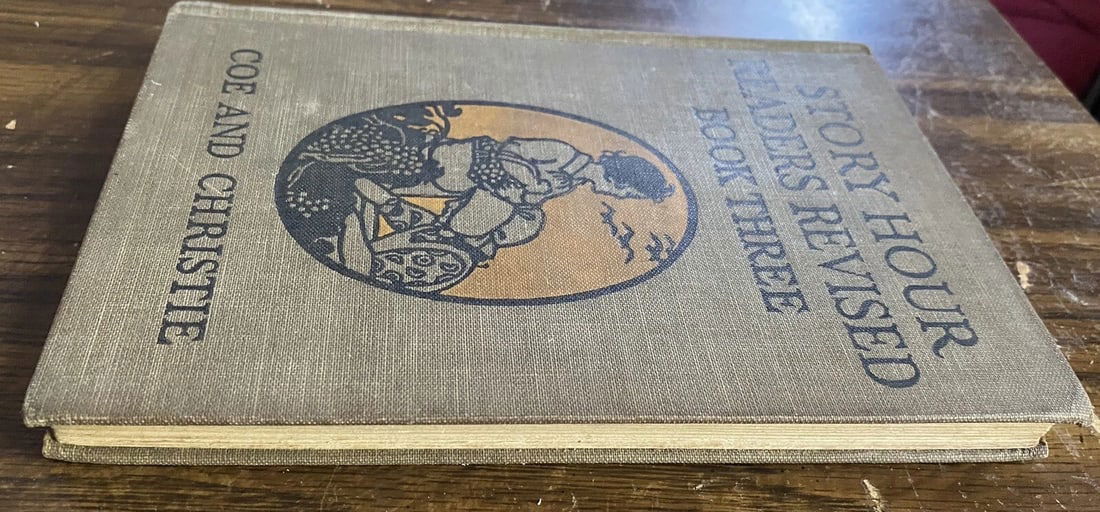 STORY HOUR
READERS REVISED
BOOK THREE
COE AND CHRISTIE